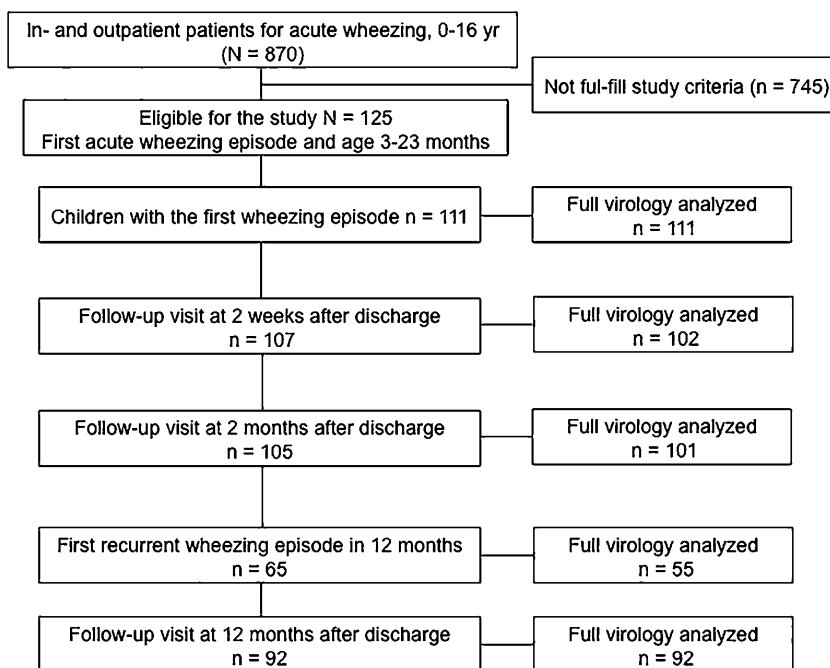 In- and outpatient patients for acute wheezing, 0-16 yr
(N = 870)
Not ful-fill study criteria (n = 745)
Eligible for the study N = 125
First acute wheezing episode and age 3-23 months
Children with the first wheezing episode n = 111
Full virology analyzed
n = 111
Follow-up visit at 2 weeks after discharge
n = 107
Full virology analyzed
n = 102
Follow-up visit at 2 months after discharge
n = 105
Full virology analyzed
n = 101
First recurrent wheezing episode in 12 months
n = 65
Full virology analyzed
n = 55
Follow-up visit at 12 months after discharge
n = 92
Full virology analyzed
n = 92